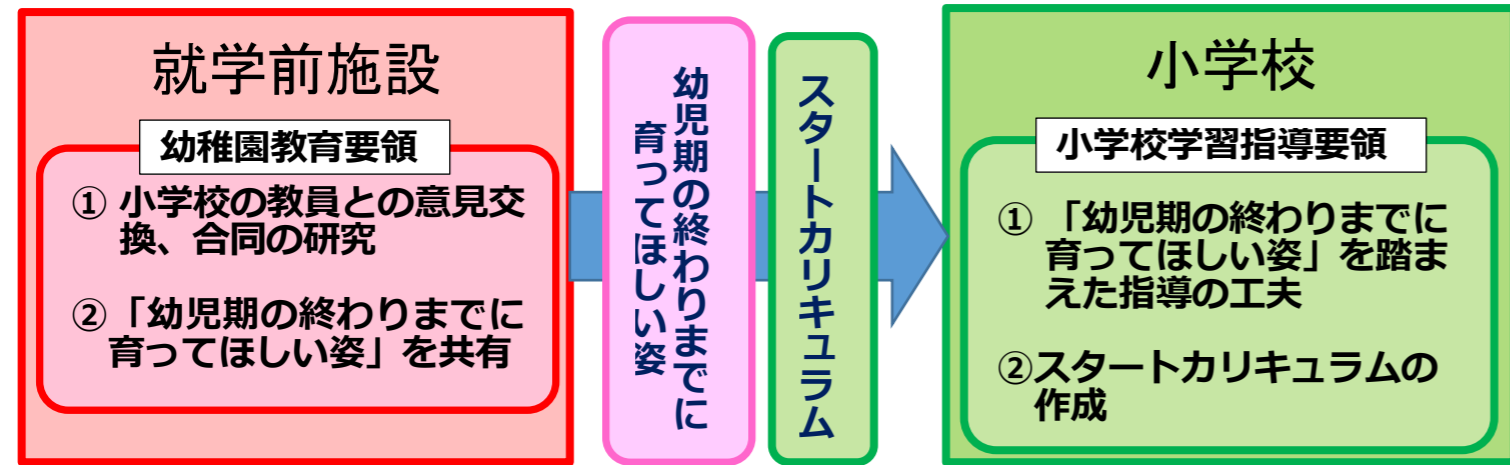 就学前施設
幼稚園教育要領
① 小学校の教員との意見交
換、合同の研究
②「幼児期の終わりまでに
育ってほしい姿」を共有
幼児期の終わりまでに
育ってほしい姿
スタートカリキュラム
小学校
小学校学習指導要領
① 「幼児期の終わりまでに
育ってほしい姿」を踏ま
えた指導の工夫
②スタートカリキュラムの
作成